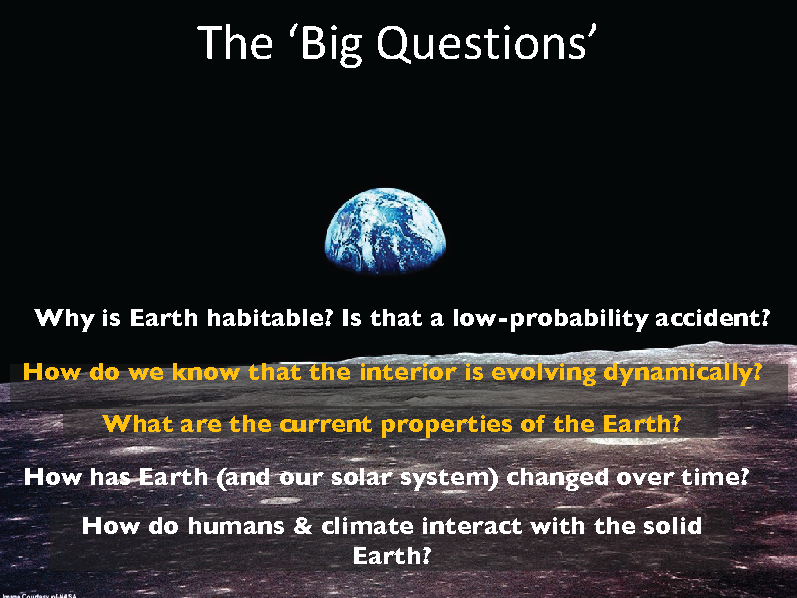 The ‘Big Questions’
Why is Earth habitable? Is that a low-probability accident?
How do we know that the interior is evolving dynamically?
What are the current properties of the Earth?
How has Earth (and our solar system) changed over time?
How do humans & climate interact with the solid
Earth?
Image Courtesy of NASA